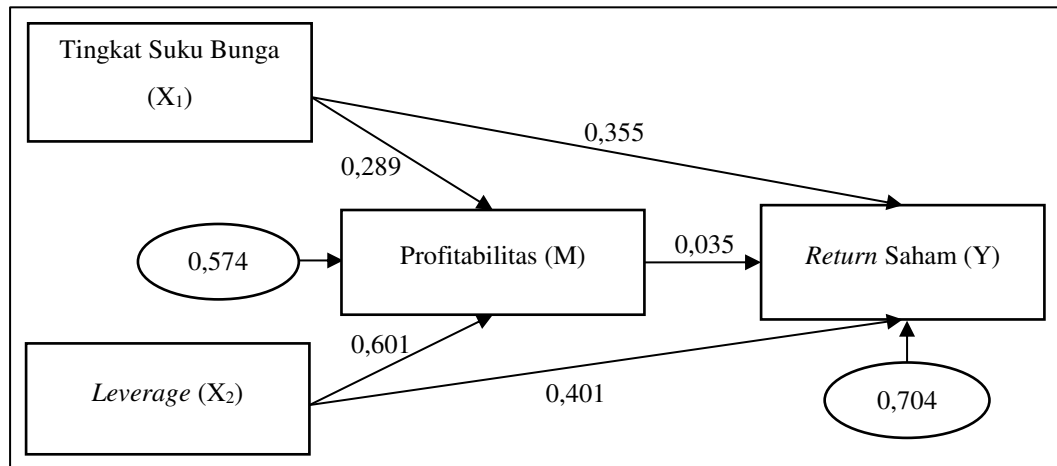 Tingkat Suku Bunga
(X₁)
0,355
0,289
0,574
Profitabilitas (M)
0,035
Return Saham (Y)
0,601
Leverage (X₂)
0,401
0,704